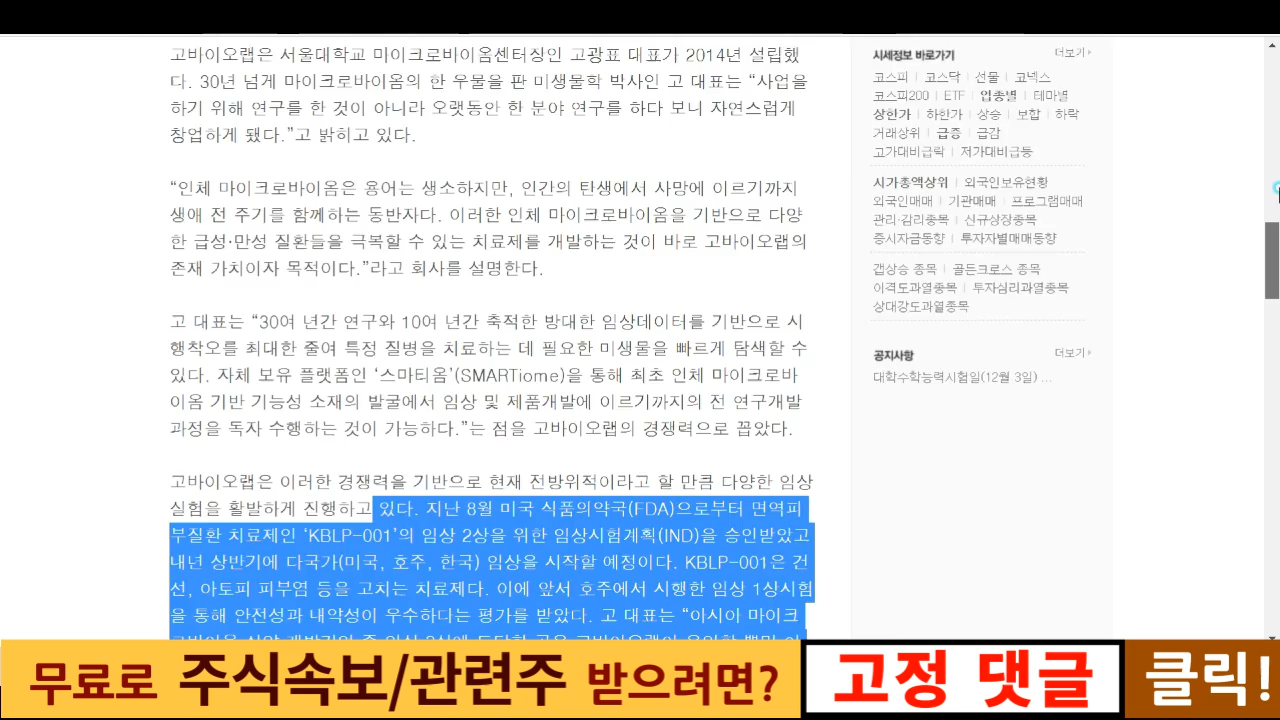 고바이오랩은 서울대학교 마이크로바이옴센터징인 고광표 대표가 2014년 설립했
다. 30년 넘게 마이크로바이옴의 한 우물을 판 미생물학 박사인 고 대표는 “사업을
하기 위해 연구를 한 것이 아니라 오랫동안 한 분야 연구를 하다 보니 자연스럽게
창업하게 됐다.”고 밝히고 있다.
“인체 마이크로바이옴은 용어는 생소하지만, 인간의 탄생에서 사망에 이르기까지
생애 전 주기를 함께하는 동반자다. 이러한 인체 마이크로바이옴을 기반으로 다양
한 급성·만성 질환들을 극복할 수 있는 치료제를 개발하는 것이 바로 고바이오랩의
존재 가치여자 목적이다.”라고 회사를 설명한다.
고 대표는 “30여 년간 연구와 10여 년간 축적한 방대한 임상데이터를 기반으로 시
행착오를 최대한 줄여 특정 질병을 치료하는 데 필요한 미생물을 빠르게 탐색할 수
있다. 자체 보유 플랫폼인 ‘스마티옴’(SMARTiome)을 통해 최초 인체 마이크로바
이옴 기반 기능성 소재의 발굴에서 임상 및 제품개발에 이르기까지의 전 연구개발
과정을 독자 수행하는 것이 가능하다.”는 점을 고바이오랩의 경쟁력으로 꼽았다.
고바이오랩은 이러한 경쟁력을 기반으로 현재 전방위적이라고 할 만큼 다양한 임상
실험을 활발하게 진행하고 있다. 지난 8월 미국 식품의약국(FDA)으로부터 면역피
부질환 치료제인 ‘KBLP-001’의 임상 2상을 위한 임상시험계획(IND)을 승인받았고
내년 상반기에 다국가(미국, 호주, 한국) 임상을 시작할 예정이다. KBLP-001은 건
선, 아토피 피부염 등을 고치는 치료제다. 이에 앞서 호주에서 시행한 임상 1상시험
을 통해 안전성과 내약성이 우수하다는 평가를 받았다. 고 대표는 “아시아 마이크
시세정보 바로가기 더보기
코스피 코스닥 선물 코넥스
코스피200 ETF 업종별 테마별
상한가 하한가 상승 보합 하락
거래상위 급증 급감
고가대비급락 저가대비급등
시가총액상위 외국인보유현황
외국인매매 기관매매 프로그램매매
관리·감리종목 신규상장종목
증시자금동향 투자자별매매동향
갭상승 종목 골든크로스 종목
이격도과열종목 투자심리과열종목
상대강도과열종목
공지사항 더보기
대학수학능력시험일(12월 3일) ...
무료로 주식속보/관련주 받으려면? 고정 댓글 클릭!